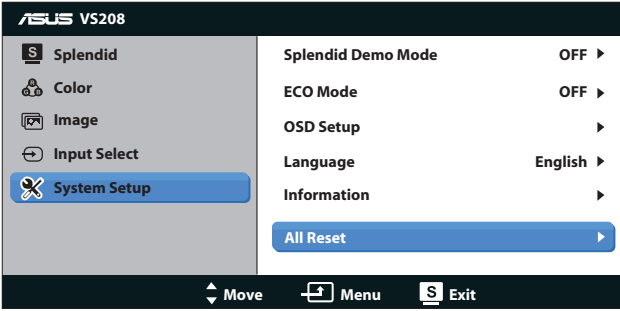 ASUS VS208
S Splendid
Color
Image
Input Select
System Setup
Splendid Demo Mode OFF
ECO Mode OFF
OSD Setup
Language English
Information
All Reset
Move Menu S Exit